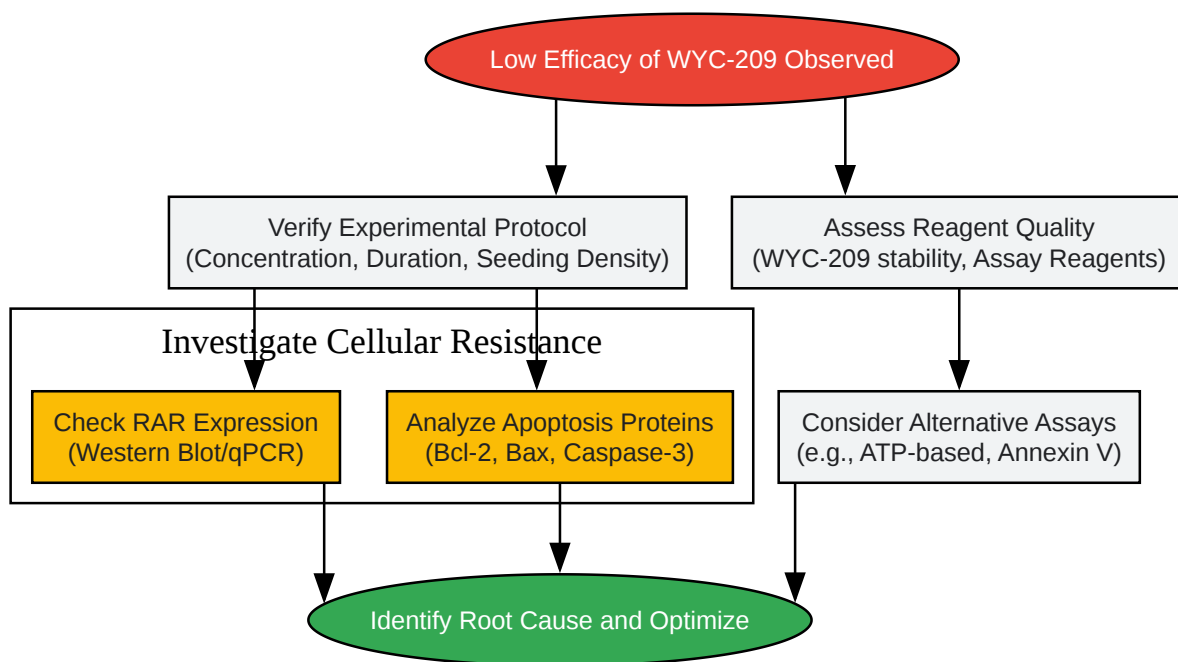 Low Efficacy of WYC-209 Observed
Verify Experimental Protocol
(Concentration, Duration, Seeding Density)
Assess Reagent Quality
(WYC-209 stability, Assay Reagents)
Investigate Cellular Resistance
Check RAR Expression
(Western Blot/qPCR)
Analyze Apoptosis Proteins
(Bcl-2, Bax, Caspase-3)
Consider Alternative Assays
(e.g., ATP-based, Annexin V)
Identify Root Cause and Optimize